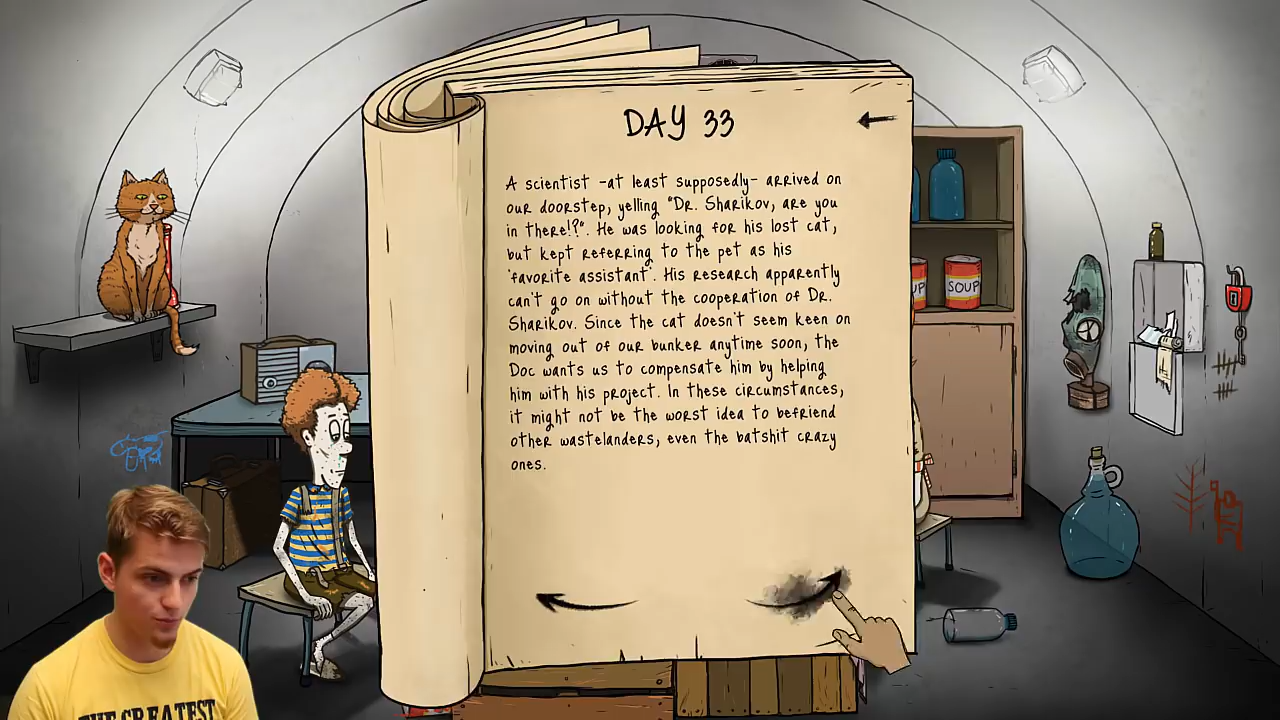 DAY 33
A scientist -at least supposedly- arrived on
our doorstep, yelling "Dr. Sharikov, are you
in there!?". He was looking for his lost cat,
but kept referring to the pet as his
'favorite assistant'. His research apparently
can't go on without the cooperation of Dr.
Sharikov. Since the cat doesn't seem keen on
moving out of our bunker anytime soon, the
Doc wants us to compensate him by helping
him with his project. In these circumstances,
it might not be the worst idea to befriend
other wastelanders, even the batshit crazy
ones.
UP
SOUP
THE GREATEST